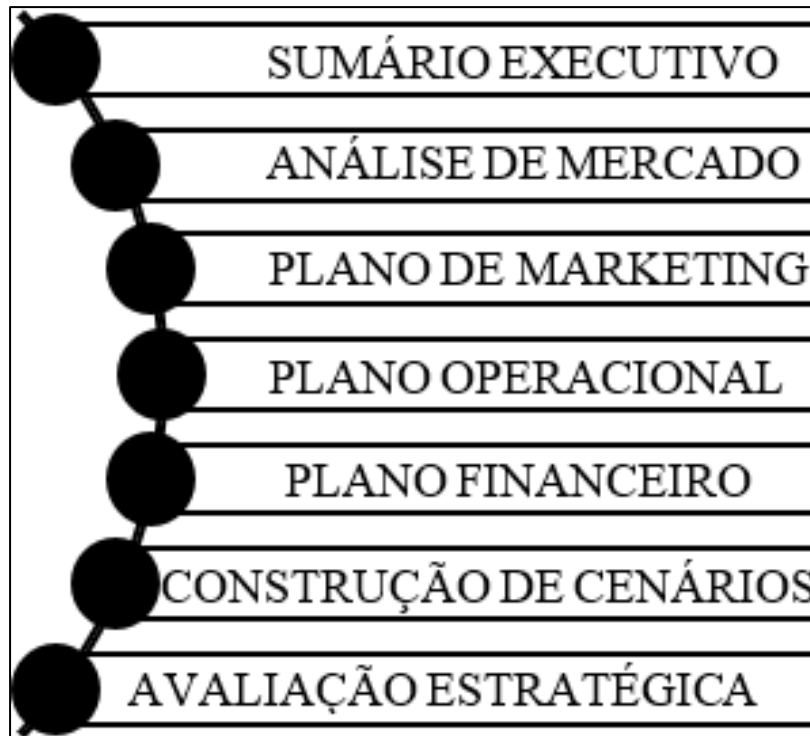 SUMÁRIO EXECUTIVO
ANÁLISE DE MERCADO
PLANO DE MARKETING
PLANO OPERACIONAL
PLANO FINANCEIRO
CONSTRUÇÃO DE CENÁRIOS
AVALIAÇÃO ESTRATÉGICA